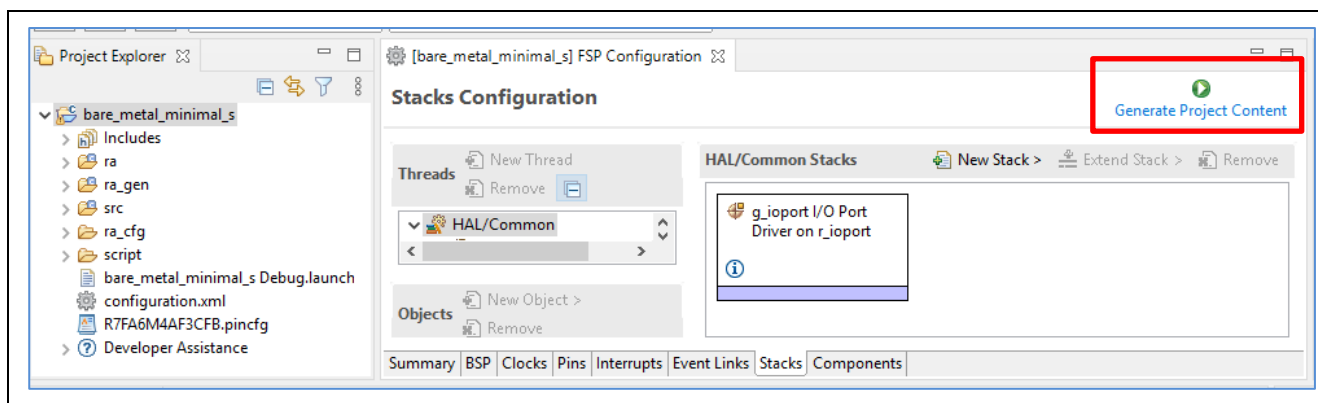 Project Explorer
bare_metal_minimal_s
Includes
ra
ra_gen
src
ra_cfg
script
bare_metal_minimal_s Debug.launch
configuration.xml
R7FA6M4AF3CFB.pincfg
Developer Assistance
[bare_metal_minimal_s] FSP Configuration
Stacks Configuration
Generate Project Content
Threads
New Thread
Remove
HAL/Common
Objects
New Object >
Remove
HAL/Common Stacks
New Stack >
Extend Stack >
Remove
g_ioport I/O Port
Driver on r_ioport
Summary BSP Clocks Pins Interrupts Event Links Stacks Components